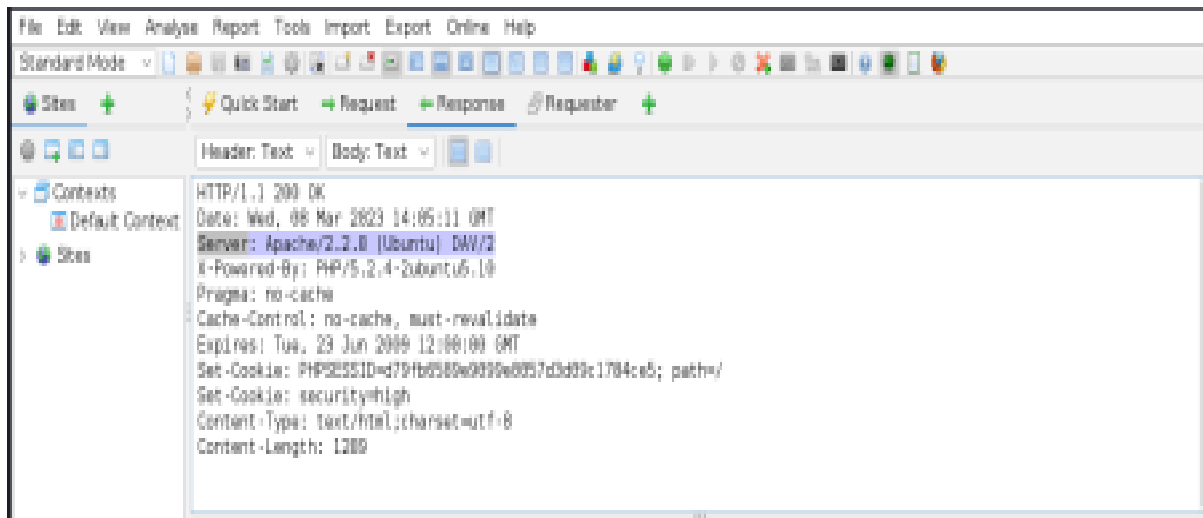 File Edit View Analyse Report Tools Import Export Online Help
Standard Mode
Sites Quick Start Request Response Requester
Header: Text Body: Text
Contexts
Default Context
Sites
HTTP/1.1 200 OK
Date: Wed, 08 Mar 2023 14:05:11 GMT
Server: Apache/2.2.8 (Ubuntu) DAV/2
X-Powered-By: PHP/5.2.4-2ubuntu5.10
Pragma: no-cache
Cache-Control: no-cache, must-revalidate
Expires: Tue, 23 Jun 2009 12:00:00 GMT
Set-Cookie: path=/
Set-Cookie: security=high
Content-Type: text/html;charset=utf-8
Content-Length: 1289